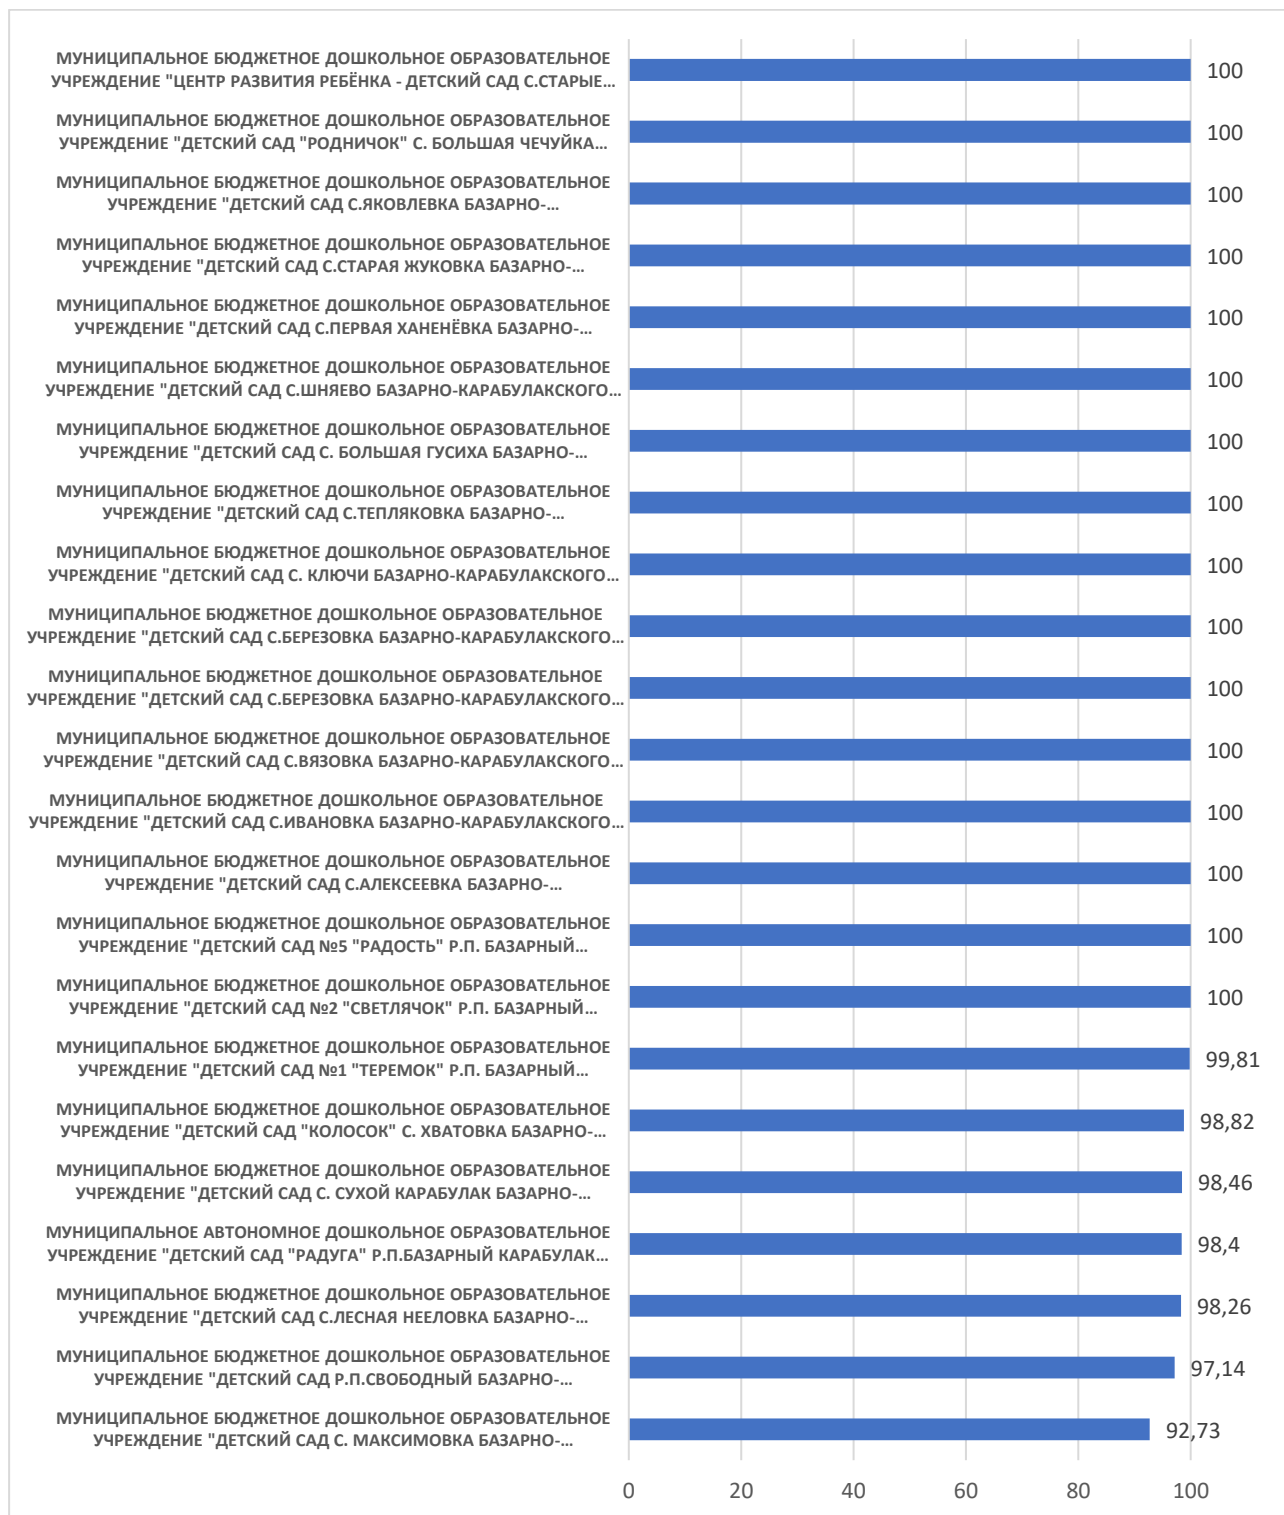 МУНИЦИПАЛЬНОЕ БЮДЖЕТНОЕ ДОШКОЛЬНОЕ ОБРАЗОВАТЕЛЬНОЕ
УЧРЕЖДЕНИЕ "ЦЕНТР РАЗВИТИЯ РЕБЁНКА - ДЕТСКИЙ САД С.СТАРЫЕ…
100
МУНИЦИПАЛЬНОЕ БЮДЖЕТНОЕ ДОШКОЛЬНОЕ ОБРАЗОВАТЕЛЬНОЕ
УЧРЕЖДЕНИЕ "ДЕТСКИЙ САД "РОДНИЧОК" С. БОЛЬШАЯ ЧЕЧУЙКА…
100
МУНИЦИПАЛЬНОЕ БЮДЖЕТНОЕ ДОШКОЛЬНОЕ ОБРАЗОВАТЕЛЬНОЕ
УЧРЕЖДЕНИЕ "ДЕТСКИЙ САД С.ЯКОВЛЕВКА БАЗАРНО-…
100
МУНИЦИПАЛЬНОЕ БЮДЖЕТНОЕ ДОШКОЛЬНОЕ ОБРАЗОВАТЕЛЬНОЕ
УЧРЕЖДЕНИЕ "ДЕТСКИЙ САД С.СТАРАЯ ЖУКОВКА БАЗАРНО-…
100
МУНИЦИПАЛЬНОЕ БЮДЖЕТНОЕ ДОШКОЛЬНОЕ ОБРАЗОВАТЕЛЬНОЕ
УЧРЕЖДЕНИЕ "ДЕТСКИЙ САД С.ПЕРВАЯ ХАНЕНЁВКА БАЗАРНО-…
100
МУНИЦИПАЛЬНОЕ БЮДЖЕТНОЕ ДОШКОЛЬНОЕ ОБРАЗОВАТЕЛЬНОЕ
УЧРЕЖДЕНИЕ "ДЕТСКИЙ САД С.ШНЯЕВО БАЗАРНО-КАРАБУЛАКСКОГО…
100
МУНИЦИПАЛЬНОЕ БЮДЖЕТНОЕ ДОШКОЛЬНОЕ ОБРАЗОВАТЕЛЬНОЕ
УЧРЕЖДЕНИЕ "ДЕТСКИЙ САД С. БОЛЬШАЯ ГУСИХА БАЗАРНО-…
100
МУНИЦИПАЛЬНОЕ БЮДЖЕТНОЕ ДОШКОЛЬНОЕ ОБРАЗОВАТЕЛЬНОЕ
УЧРЕЖДЕНИЕ "ДЕТСКИЙ САД С.ТЕПЛЯКОВКА БАЗАРНО-…
100
МУНИЦИПАЛЬНОЕ БЮДЖЕТНОЕ ДОШКОЛЬНОЕ ОБРАЗОВАТЕЛЬНОЕ
УЧРЕЖДЕНИЕ "ДЕТСКИЙ САД С. КЛЮЧИ БАЗАРНО-КАРАБУЛАКСКОГО…
100
МУНИЦИПАЛЬНОЕ БЮДЖЕТНОЕ ДОШКОЛЬНОЕ ОБРАЗОВАТЕЛЬНОЕ
УЧРЕЖДЕНИЕ "ДЕТСКИЙ САД С.БЕРЕЗОВКА БАЗАРНО-КАРАБУЛАКСКОГО…
100
МУНИЦИПАЛЬНОЕ БЮДЖЕТНОЕ ДОШКОЛЬНОЕ ОБРАЗОВАТЕЛЬНОЕ
УЧРЕЖДЕНИЕ "ДЕТСКИЙ САД С.БЕРЕЗОВКА БАЗАРНО-КАРАБУЛАКСКОГО…
100
МУНИЦИПАЛЬНОЕ БЮДЖЕТНОЕ ДОШКОЛЬНОЕ ОБРАЗОВАТЕЛЬНОЕ
УЧРЕЖДЕНИЕ "ДЕТСКИЙ САД С.ВЯЗОВКА БАЗАРНО-КАРАБУЛАКСКОГО…
100
МУНИЦИПАЛЬНОЕ БЮДЖЕТНОЕ ДОШКОЛЬНОЕ ОБРАЗОВАТЕЛЬНОЕ
УЧРЕЖДЕНИЕ "ДЕТСКИЙ САД С.ИВАНОВКА БАЗАРНО-КАРАБУЛАКСКОГО…
100
МУНИЦИПАЛЬНОЕ БЮДЖЕТНОЕ ДОШКОЛЬНОЕ ОБРАЗОВАТЕЛЬНОЕ
УЧРЕЖДЕНИЕ "ДЕТСКИЙ САД С.АЛЕКСЕЕВКА БАЗАРНО-…
100
МУНИЦИПАЛЬНОЕ БЮДЖЕТНОЕ ДОШКОЛЬНОЕ ОБРАЗОВАТЕЛЬНОЕ
УЧРЕЖДЕНИЕ "ДЕТСКИЙ САД №5 "РАДОСТЬ" Р.П. БАЗАРНЫЙ…
100
МУНИЦИПАЛЬНОЕ БЮДЖЕТНОЕ ДОШКОЛЬНОЕ ОБРАЗОВАТЕЛЬНОЕ
УЧРЕЖДЕНИЕ "ДЕТСКИЙ САД №2 "СВЕТЛЯЧОК" Р.П. БАЗАРНЫЙ…
100
МУНИЦИПАЛЬНОЕ БЮДЖЕТНОЕ ДОШКОЛЬНОЕ ОБРАЗОВАТЕЛЬНОЕ
УЧРЕЖДЕНИЕ "ДЕТСКИЙ САД №1 "ТЕРЕМОК" Р.П. БАЗАРНЫЙ…
99,81
МУНИЦИПАЛЬНОЕ БЮДЖЕТНОЕ ДОШКОЛЬНОЕ ОБРАЗОВАТЕЛЬНОЕ
УЧРЕЖДЕНИЕ "ДЕТСКИЙ САД "КОЛОСОК" С. ХВАТОВКА БАЗАРНО-…
98,82
МУНИЦИПАЛЬНОЕ БЮДЖЕТНОЕ ДОШКОЛЬНОЕ ОБРАЗОВАТЕЛЬНОЕ
УЧРЕЖДЕНИЕ "ДЕТСКИЙ САД С. СУХОЙ КАРАБУЛАК БАЗАРНО-…
98,46
МУНИЦИПАЛЬНОЕ АВТОНОМНОЕ ДОШКОЛЬНОЕ ОБРАЗОВАТЕЛЬНОЕ
УЧРЕЖДЕНИЕ "ДЕТСКИЙ САД "РАДУГА" Р.П.БАЗАРНЫЙ КАРАБУЛАК…
98,4
МУНИЦИПАЛЬНОЕ БЮДЖЕТНОЕ ДОШКОЛЬНОЕ ОБРАЗОВАТЕЛЬНОЕ
УЧРЕЖДЕНИЕ "ДЕТСКИЙ САД С.ЛЕСНАЯ НЕЕЛОВКА БАЗАРНО-…
98,26
МУНИЦИПАЛЬНОЕ БЮДЖЕТНОЕ ДОШКОЛЬНОЕ ОБРАЗОВАТЕЛЬНОЕ
УЧРЕЖДЕНИЕ "ДЕТСКИЙ САД Р.П.СВОБОДНЫЙ БАЗАРНО-…
97,14
МУНИЦИПАЛЬНОЕ БЮДЖЕТНОЕ ДОШКОЛЬНОЕ ОБРАЗОВАТЕЛЬНОЕ
УЧРЕЖДЕНИЕ "ДЕТСКИЙ САД С. МАКСИМОВКА БАЗАРНО-…
92,73
0 20 40 60 80 100